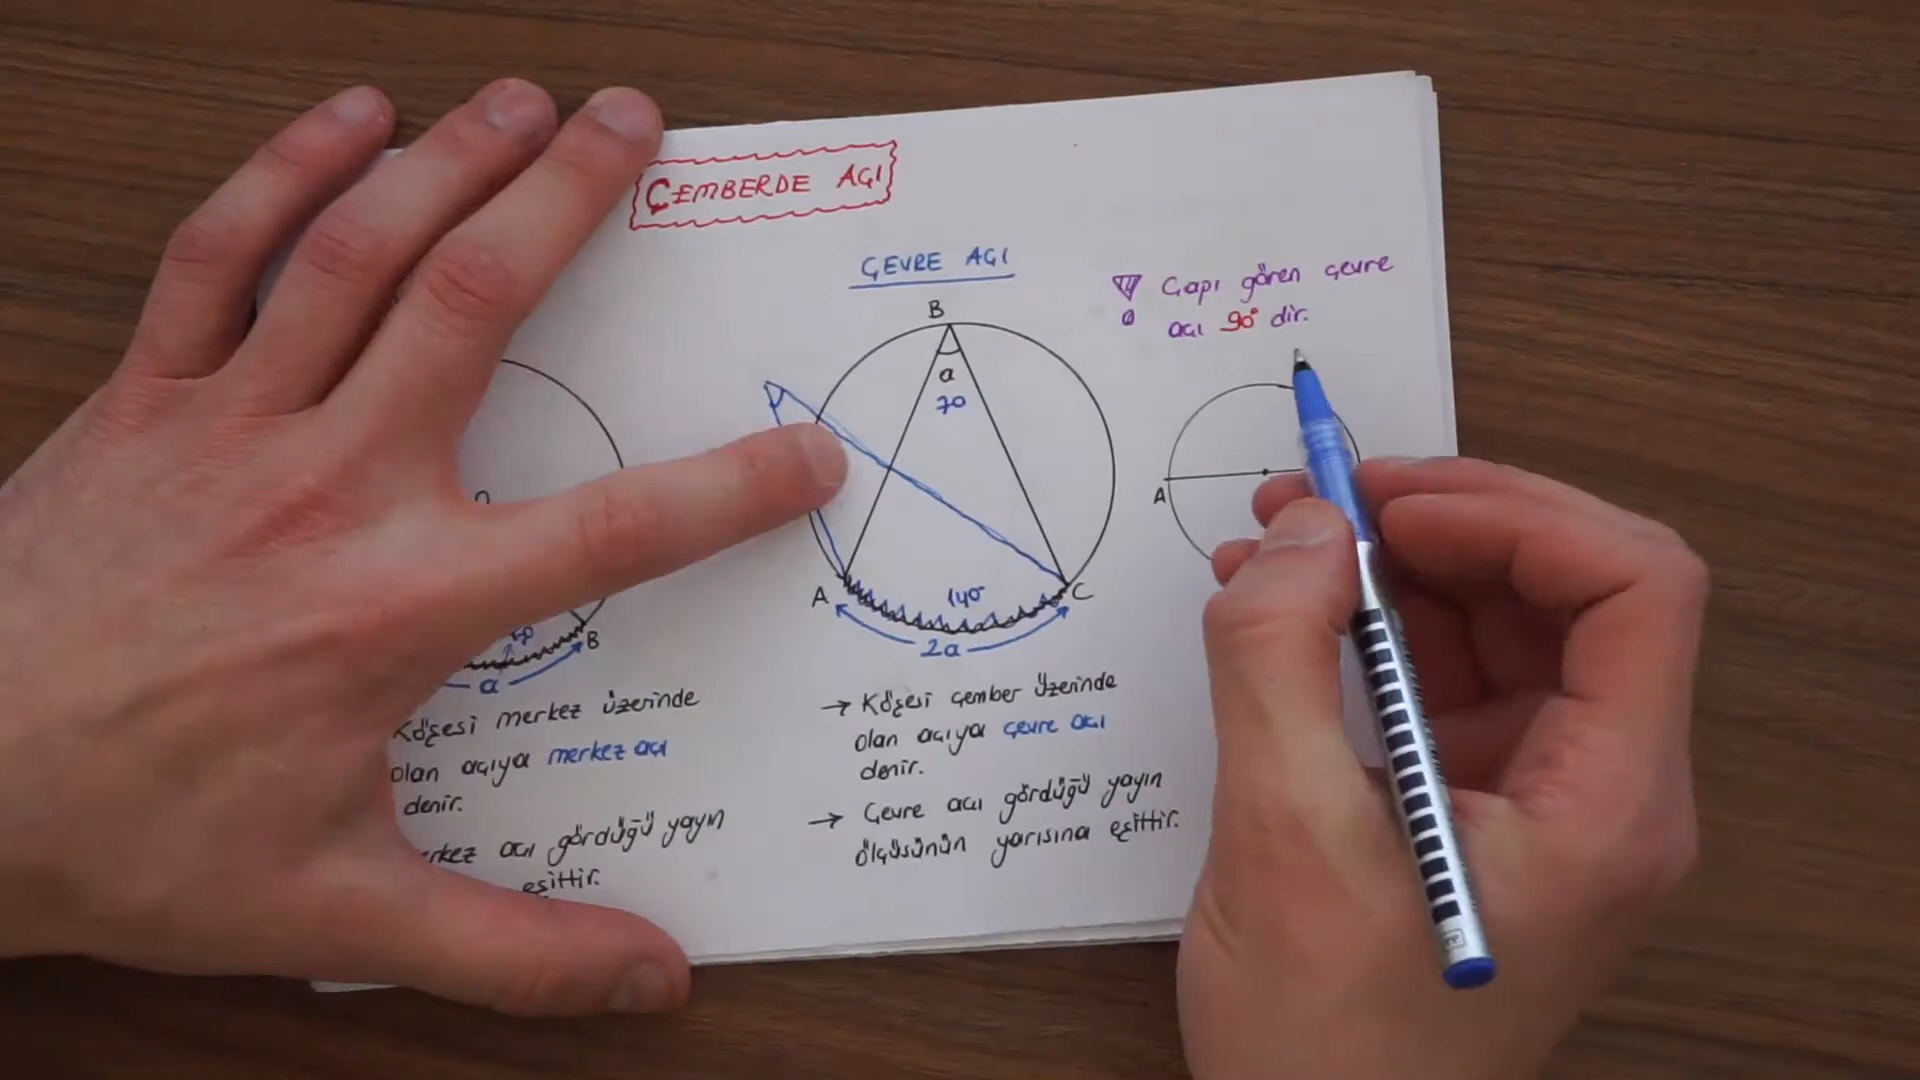 ÇEMBERDE AÇI
ÇEVRE AÇI
B
a
70
A
C
140°
2a
→ Köşesi çember üzerinde
olan açıya çevre açı
denir.
→ Çevre açı gördüğü yayın
ölçüsünün yarısına eşittir.
Çapı gören çevre
açı 90° dir.
A
B
50
a
Köşesi merkez üzerinde
olan açıya merkez açı
denir.
açı gördüğü yayın
eşittir.